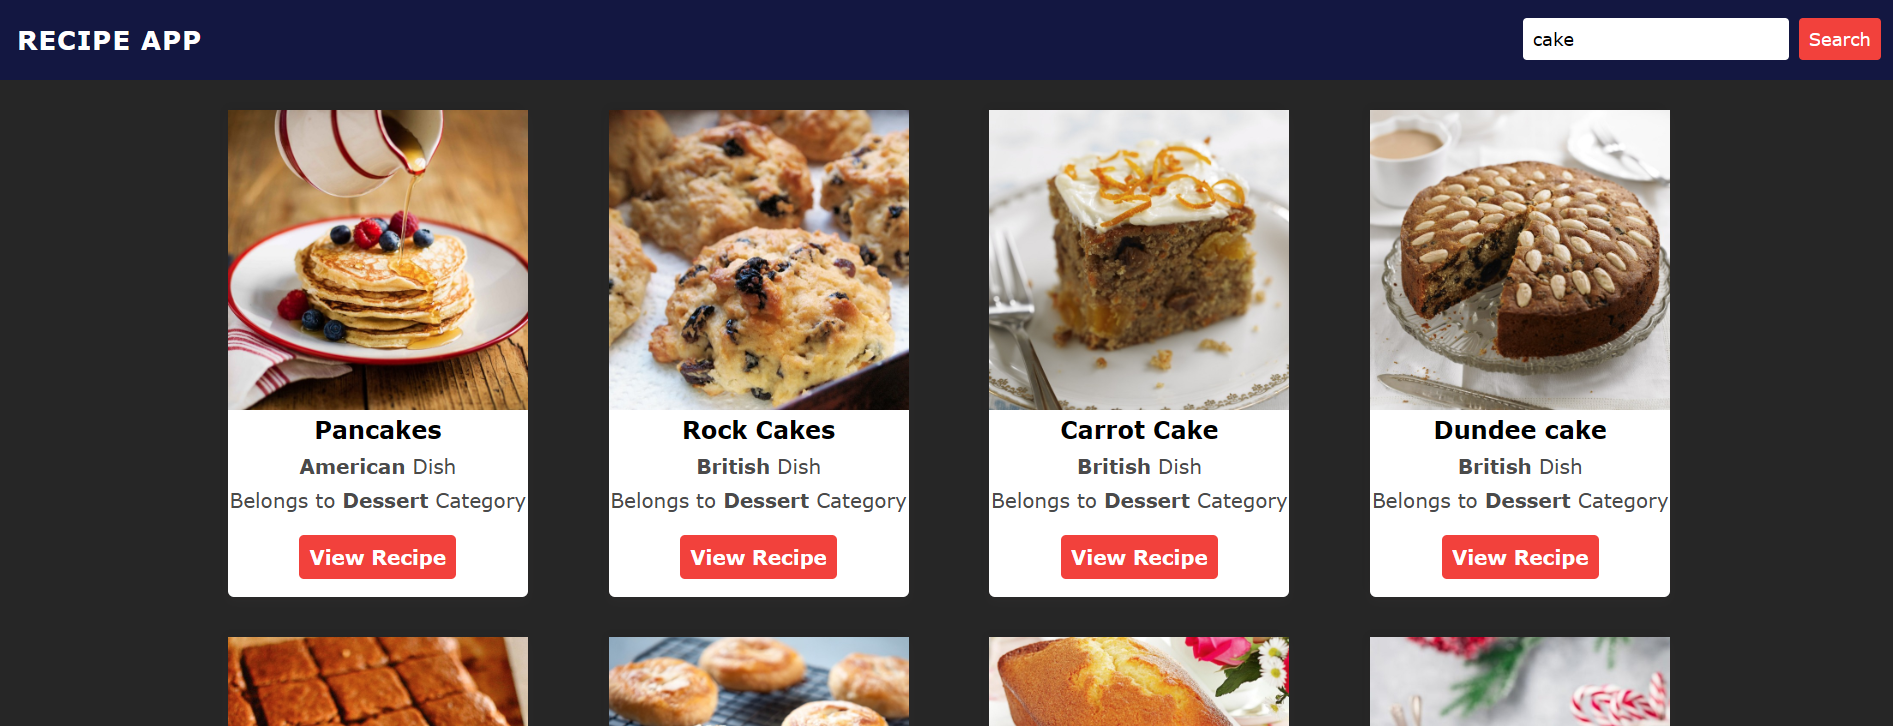 RECIPE APP
cake
Search
Pancakes
American Dish
Belongs to Dessert Category
View Recipe
Rock Cakes
British Dish
Belongs to Dessert Category
View Recipe
Carrot Cake
British Dish
Belongs to Dessert Category
View Recipe
Dundee cake
British Dish
Belongs to Dessert Category
View Recipe